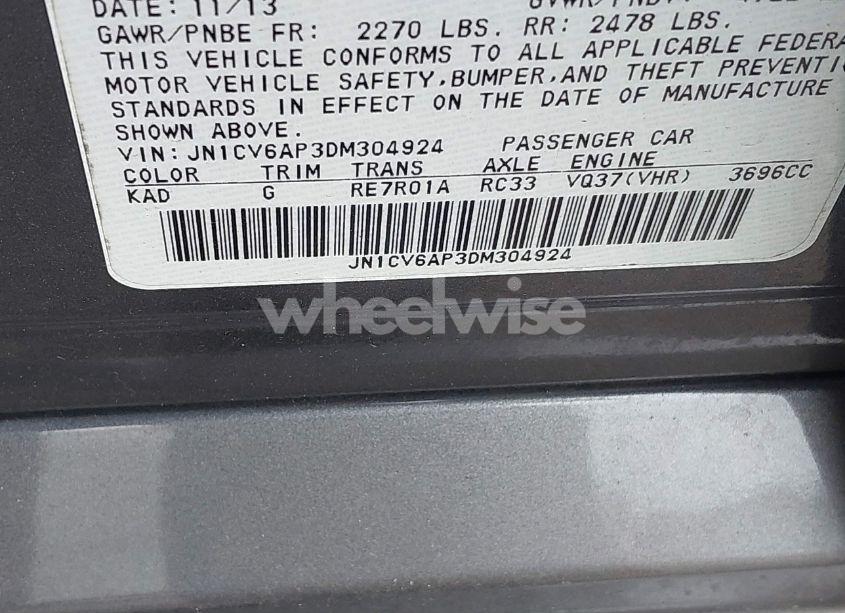 DATE: 11/13
GAWR/PNBE FR: 2270 LBS. RR: 2478 LBS.
THIS VEHICLE CONFORMS TO ALL APPLICABLE FEDERA
MOTOR VEHICLE SAFETY, BUMPER, AND THEFT PREVENTI
STANDARDS IN EFFECT ON THE DATE OF MANUFACTURE
SHOWN ABOVE.
VIN: JN1CV6AP3DM304924 PASSENGER CAR
COLOR TRIM TRANS AXLE ENGINE
KAD G RE7R01A RC33 VQ37(VHR) 3696CC
JN1CV6AP3DM304924
wheelwise